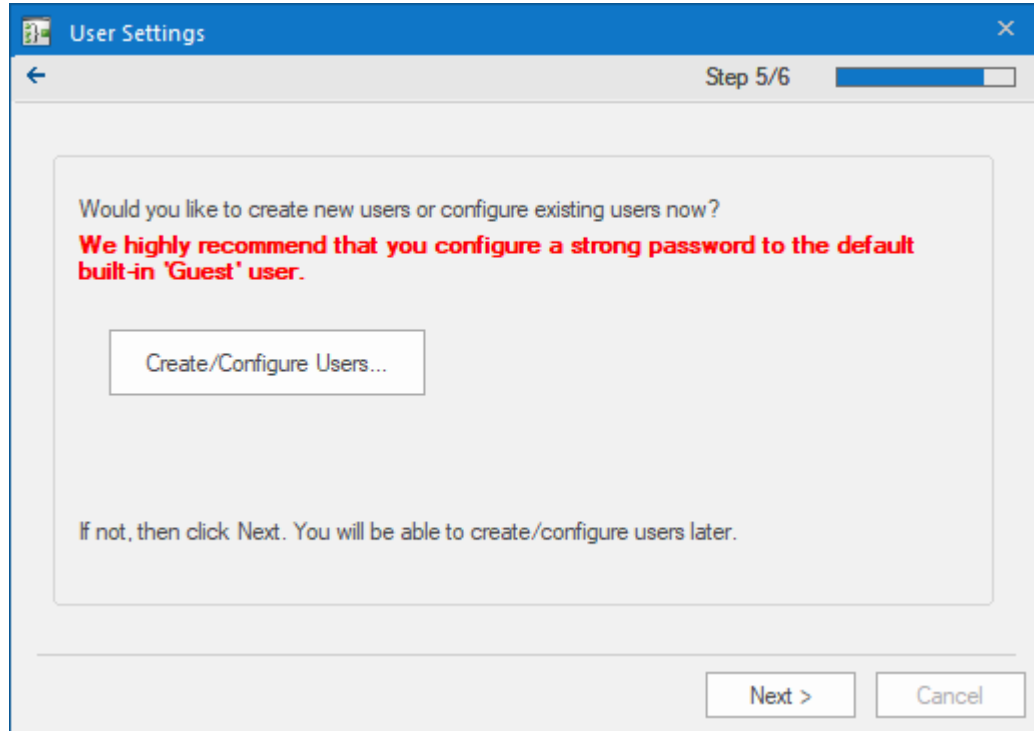 User Settings
Step 5/6
Would you like to create new users or configure existing users now?
We highly recommend that you configure a strong password to the default
built-in 'Guest' user.
Create/Configure Users...
If not, then click Next. You will be able to create/configure users later.
Next >
Cancel